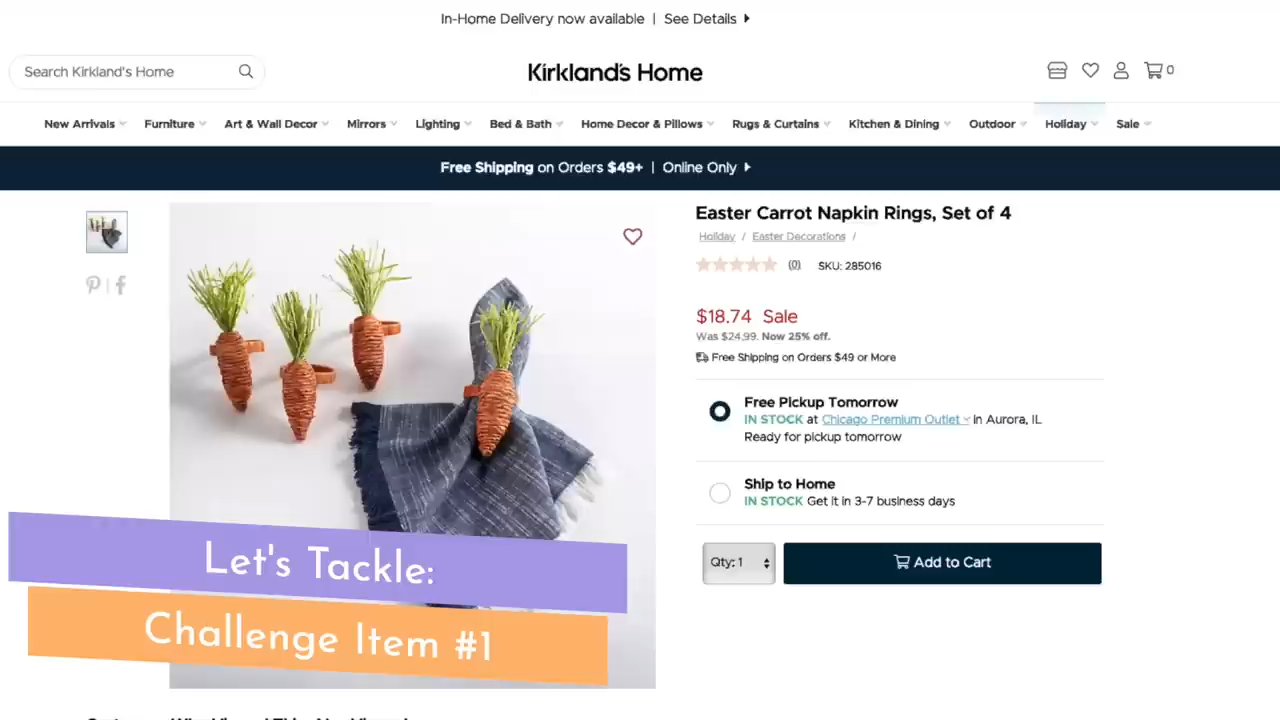 In-Home Delivery now available | See Details
Search Kirkland's Home
Kirkland's Home
0
New Arrivals Furniture Art & Wall Decor Mirrors Lighting Bed & Bath Home Decor & Pillows Rugs & Curtains Kitchen & Dining Outdoor Holiday Sale
Free Shipping on Orders $49+ | Online Only
Easter Carrot Napkin Rings, Set of 4
Holiday / Easter Decorations /
(0) SKU: 285016
$18.74 Sale
Was $24.99. Now 25% off.
Free Shipping on Orders $49 or More
Free Pickup Tomorrow
IN STOCK at Chicago Premium Outlet in Aurora, IL
Ready for pickup tomorrow
Ship to Home
IN STOCK Get it in 3-7 business days
Qty: 1
Add to Cart
Let's Tackle:
Challenge Item #1